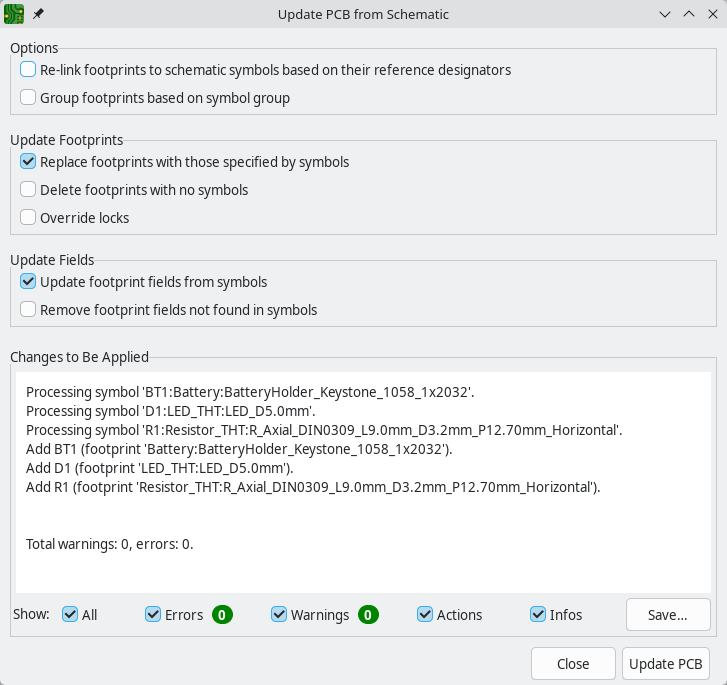 Update PCB from Schematic
Options
Re-link footprints to schematic symbols based on their reference designators
Group footprints based on symbol group
Update Footprints
Replace footprints with those specified by symbols
Delete footprints with no symbols
Override locks
Update Fields
Update footprint fields from symbols
Remove footprint fields not found in symbols
Changes to Be Applied
Processing symbol 'BT1:Battery:BatteryHolder_Keystone_1058_1x2032'.
Processing symbol 'D1:LED_THT:LED_D5.0mm'.
Processing symbol 'R1:Resistor_THT:R_Axial_DIN0309_L9.0mm_D3.2mm_P12.70mm_Horizontal'.
Add BT1 (footprint 'Battery:BatteryHolder_Keystone_1058_1x2032').
Add D1 (footprint 'LED_THT:LED_D5.0mm').
Add R1 (footprint 'Resistor_THT:R_Axial_DIN0309_L9.0mm_D3.2mm_P12.70mm_Horizontal').
Total warnings: 0, errors: 0.
Show: All Errors 0 Warnings 0 Actions Infos Save...
Close Update PCB